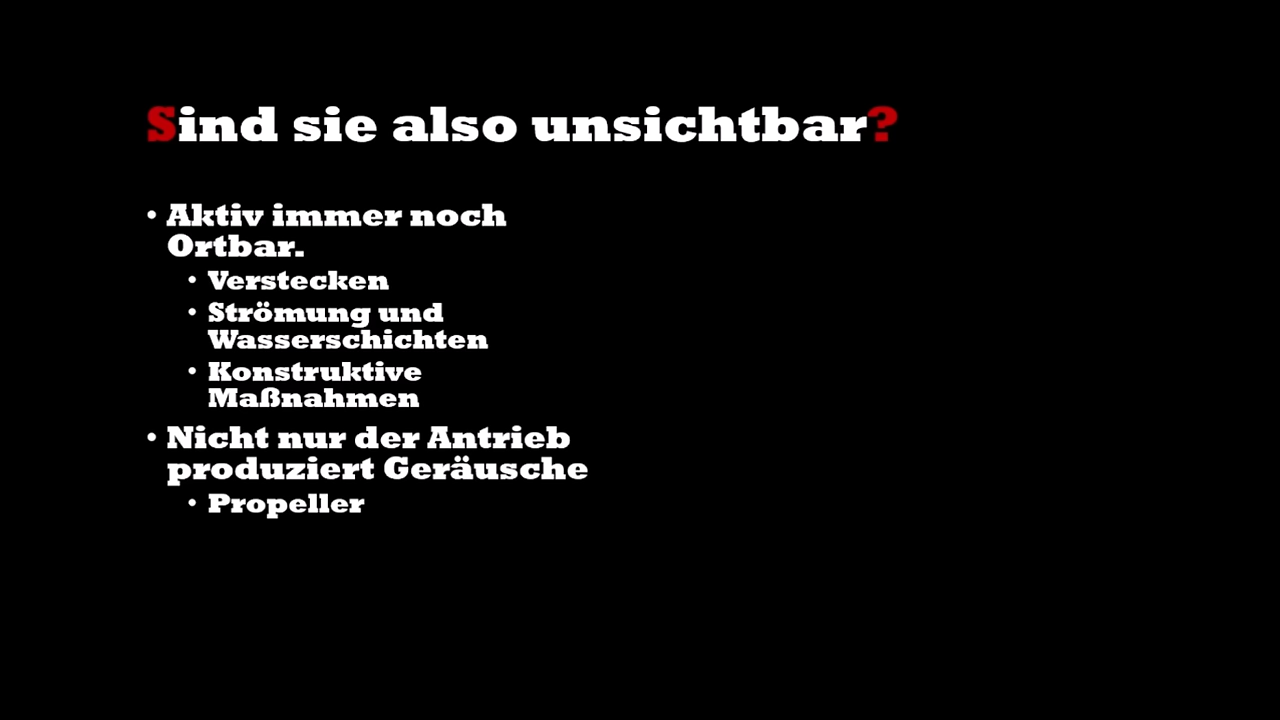 Sind sie also unsichtbar?
• Aktiv immer noch
Ortbar.
• Verstecken
• Strömung und
Wasserschichten
• Konstruktive
Maßnahmen
• Nicht nur der Antrieb
produziert Geräusche
• Propeller